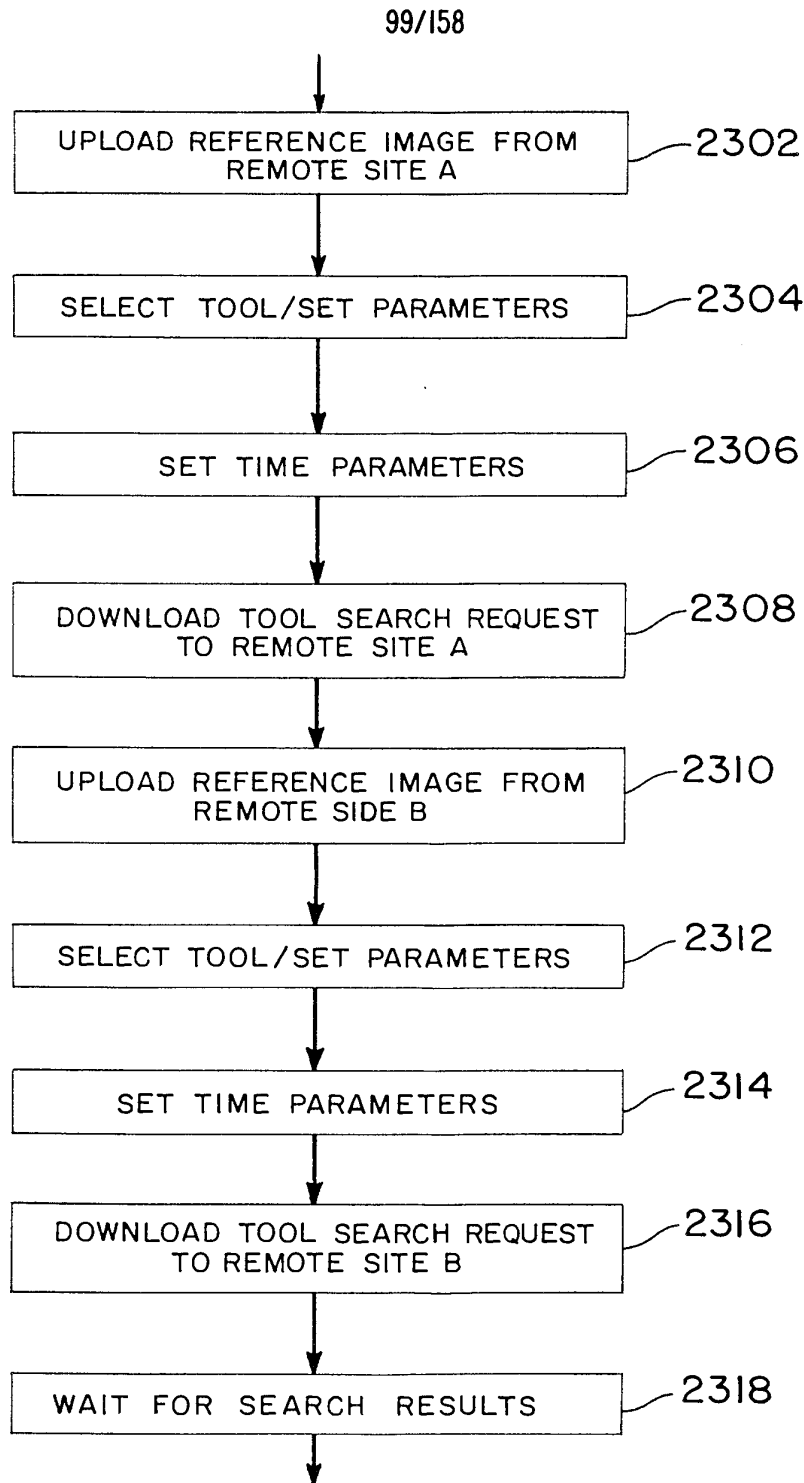 99/158
UPLOAD REFERENCE IMAGE FROM
REMOTE SITE A
2302
SELECT TOOL/SET PARAMETERS
2304
SET TIME PARAMETERS
2306
DOWNLOAD TOOL SEARCH REQUEST
TO REMOTE SITE A
2308
UPLOAD REFERENCE IMAGE FROM
REMOTE SIDE B
2310
SELECT TOOL/SET PARAMETERS
2312
SET TIME PARAMETERS
2314
DOWNLOAD TOOL SEARCH REQUEST
TO REMOTE SITE B
2316
WAIT FOR SEARCH RESULTS
2318